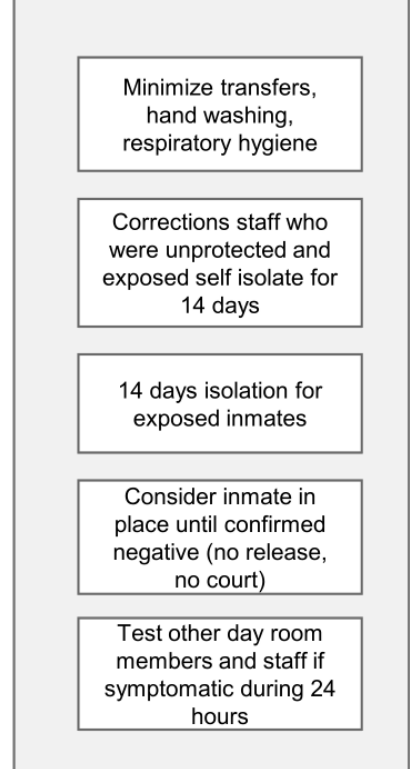 Minimize transfers,
hand washing,
respiratory hygiene
Corrections staff who
were unprotected and
exposed self isolate for
14 days
14 days isolation for
exposed inmates
Consider inmate in
place until confirmed
negative (no release,
no court)
Test other day room
members and staff if
symptomatic during 24
hours